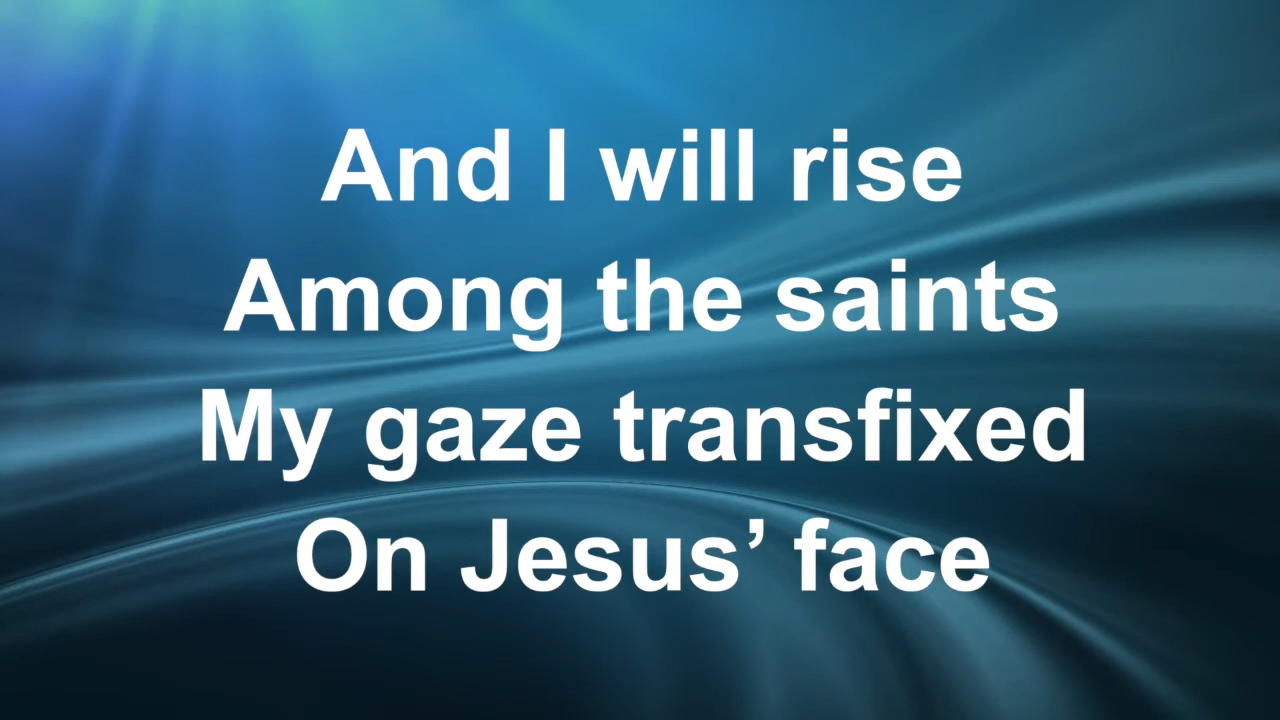 And I will rise
Among the saints
My gaze transfixed
On Jesus’ face